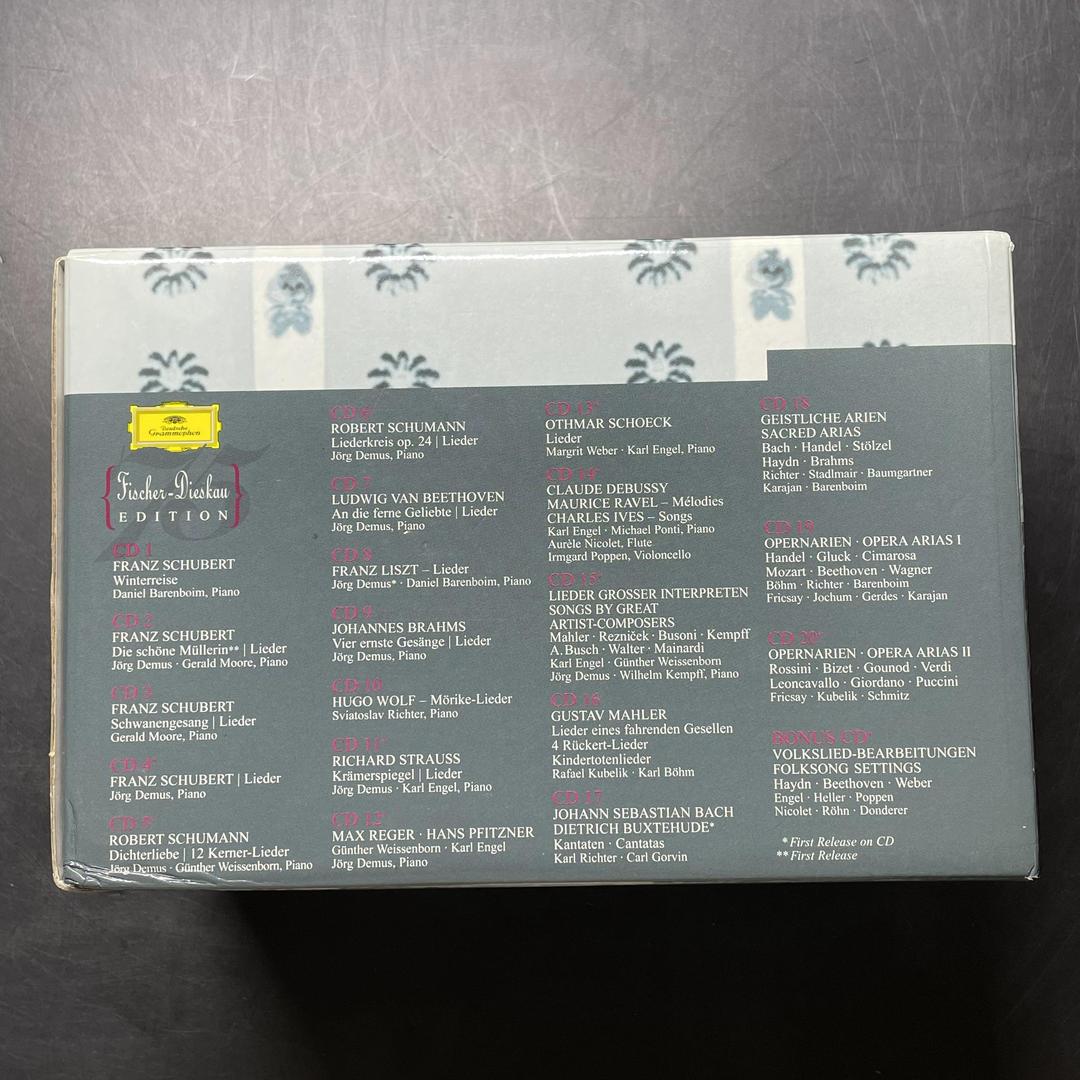 Deutsche
Grammophon
75
Fischer-Dieskau
EDITION
CD 1
FRANZ SCHUBERT
Winterreise
Daniel Barenboim, Piano
CD 2
FRANZ SCHUBERT
Die schöne Müllerin** | Lieder
Jörg Demus · Gerald Moore, Piano
CD 3
FRANZ SCHUBERT
Schwanengesang | Lieder
Gerald Moore, Piano
CD 4*
FRANZ SCHUBERT | Lieder
Jörg Demus, Piano
CD 5*
ROBERT SCHUMANN
Dichterliebe | 12 Kerner-Lieder
Jörg Demus · Günther Weissenborn, Piano
CD 6*
ROBERT SCHUMANN
Liederkreis op. 24 | Lieder
Jörg Demus, Piano
CD 7
LUDWIG VAN BEETHOVEN
An die ferne Geliebte | Lieder
Jörg Demus, Piano
CD 8
FRANZ LISZT – Lieder
Jörg Demus* · Daniel Barenboim, Piano
CD 9
JOHANNES BRAHMS
Vier ernste Gesänge | Lieder
Jörg Demus, Piano
CD 10
HUGO WOLF – Mörike-Lieder
Sviatoslav Richter, Piano
CD 11*
RICHARD STRAUSS
Krämerspiegel | Lieder
Jörg Demus · Karl Engel, Piano
CD 12*
MAX REGER · HANS PFITZNER
Günther Weissenborn · Karl Engel
Jörg Demus, Piano
CD 13*
OTHMAR SCHOECK
Lieder
Margrit Weber · Karl Engel, Piano
CD 14*
CLAUDE DEBUSSY
MAURICE RAVEL – Mélodies
CHARLES IVES – Songs
Karl Engel · Michael Ponti, Piano
Aurèle Nicolet, Flute
Irmgard Poppen, Violoncello
CD 15*
LIEDER GROSSER INTERPRETEN
SONGS BY GREAT
ARTIST-COMPOSERS
Mahler · Rezniček · Busoni · Kempff
A. Busch · Walter · Mainardi
Karl Engel · Günther Weissenborn
Jörg Demus · Wilhelm Kempff, Piano
CD 16
GUSTAV MAHLER
Lieder eines fahrenden Gesellen
4 Rückert-Lieder
Kindertotenlieder
Rafael Kubelik · Karl Böhm
CD 17
JOHANN SEBASTIAN BACH
DIETRICH BUXTEHUDE*
Kantaten · Cantatas
Karl Richter · Carl Gorvin
CD 18
GEISTLICHE ARIEN
SACRED ARIAS
Bach · Handel · Stölzel
Haydn · Brahms
Richter · Stadlmair · Baumgartner
Karajan · Barenboim
CD 19
OPERNARIEN · OPERA ARIAS I
Handel · Gluck · Cimarosa
Mozart · Beethoven · Wagner
Böhm · Richter · Barenboim
Fricsay · Jochum · Gerdes · Karajan
CD 20*
OPERNARIEN · OPERA ARIAS II
Rossini · Bizet · Gounod · Verdi
Leoncavallo · Giordano · Puccini
Fricsay · Kubelik · Schmitz
BONUS CD*
VOLKSLIED-BEARBEITUNGEN
FOLKSONG SETTINGS
Haydn · Beethoven · Weber
Engel · Heller · Poppen
Nicolet · Röhn · Donderer
* First Release on CD
** First Release